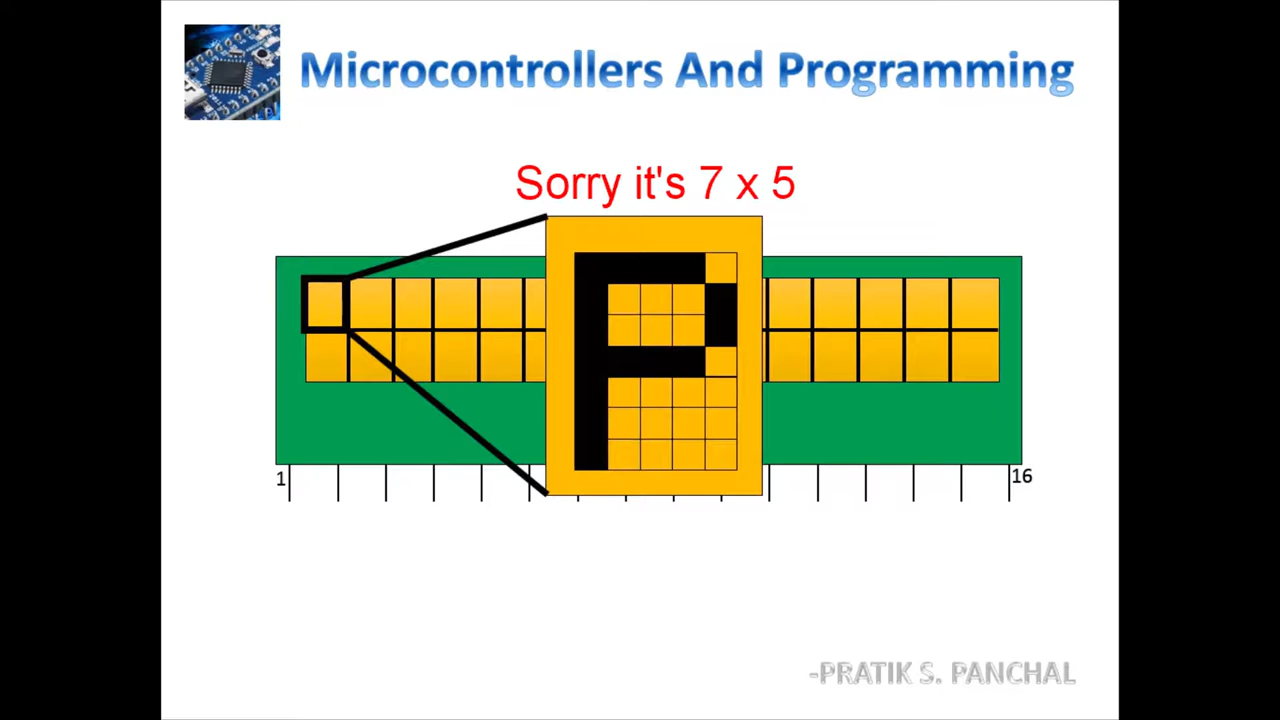 Microcontrollers And Programming
Sorry it's 7 x 5
P
1
16
-PRATIK S. PANCHAL